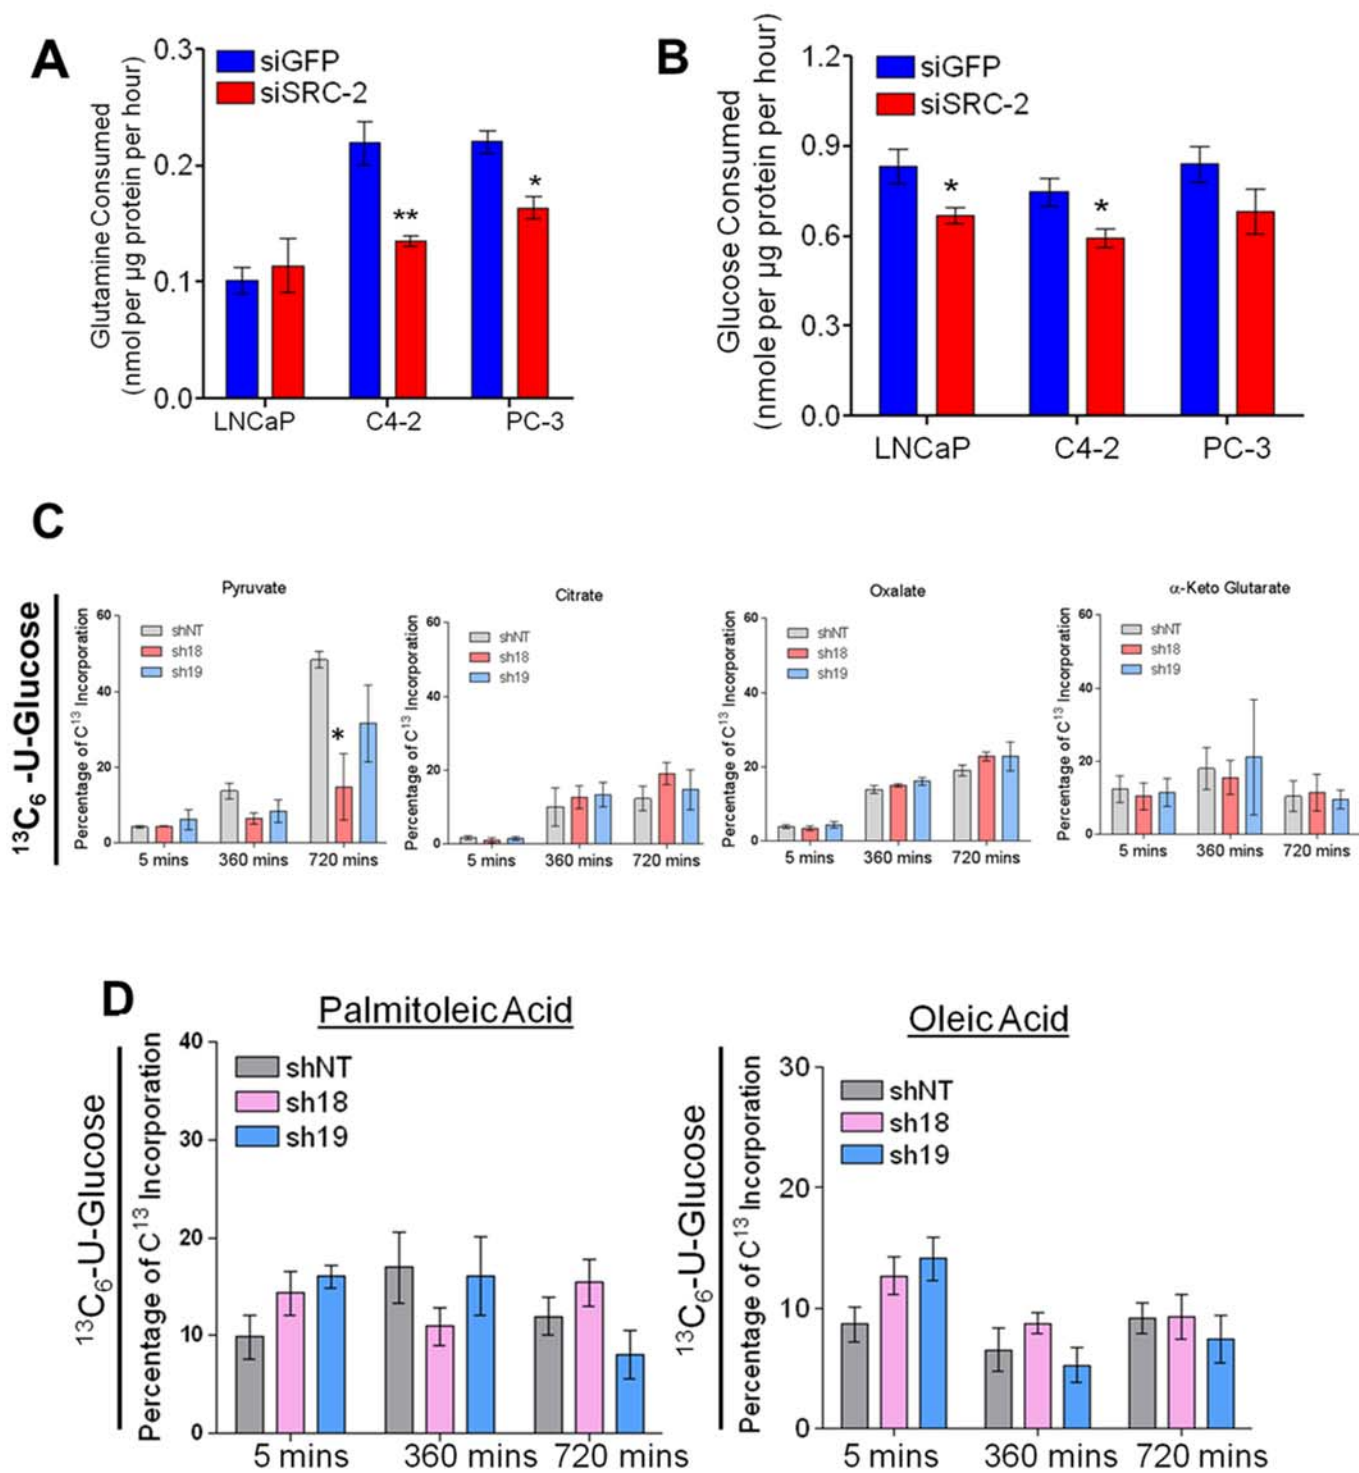 A
Glutamine Consumed
(nmol per µg protein per hour)
0.3
0.2
0.1
0.0
siGFP
siSRC-2
**
*
LNCaP C4-2 PC-3
B
Glucose Consumed
(nmole per µg protein per hour)
1.2
0.9
0.6
0.3
0.0
siGFP
siSRC-2
*
*
LNCaP C4-2 PC-3
C
¹³C₆-U-Glucose
Pyruvate
Percentage of C¹³ Incorporation
60
40
20
0
shNT
sh18
sh19
*
5 mins 360 mins 720 mins
Citrate
Percentage of C¹³ Incorporation
60
40
20
0
shNT
sh18
sh19
5 mins 360 mins 720 mins
Oxalate
Percentage of C¹³ Incorporation
60
40
20
0
shNT
sh18
sh19
5 mins 360 mins 720 mins
α-Keto Glutarate
Percentage of C¹³ Incorporation
60
40
20
0
shNT
sh18
sh19
5 mins 360 mins 720 mins
D
¹³C₆-U-Glucose
Palmitoleic Acid
Percentage of C¹³ Incorporation
40
30
20
10
0
shNT
sh18
sh19
5 mins 360 mins 720 mins
¹³C₆-U-Glucose
Oleic Acid
Percentage of C¹³ Incorporation
30
20
10
0
shNT
sh18
sh19
5 mins 360 mins 720 mins